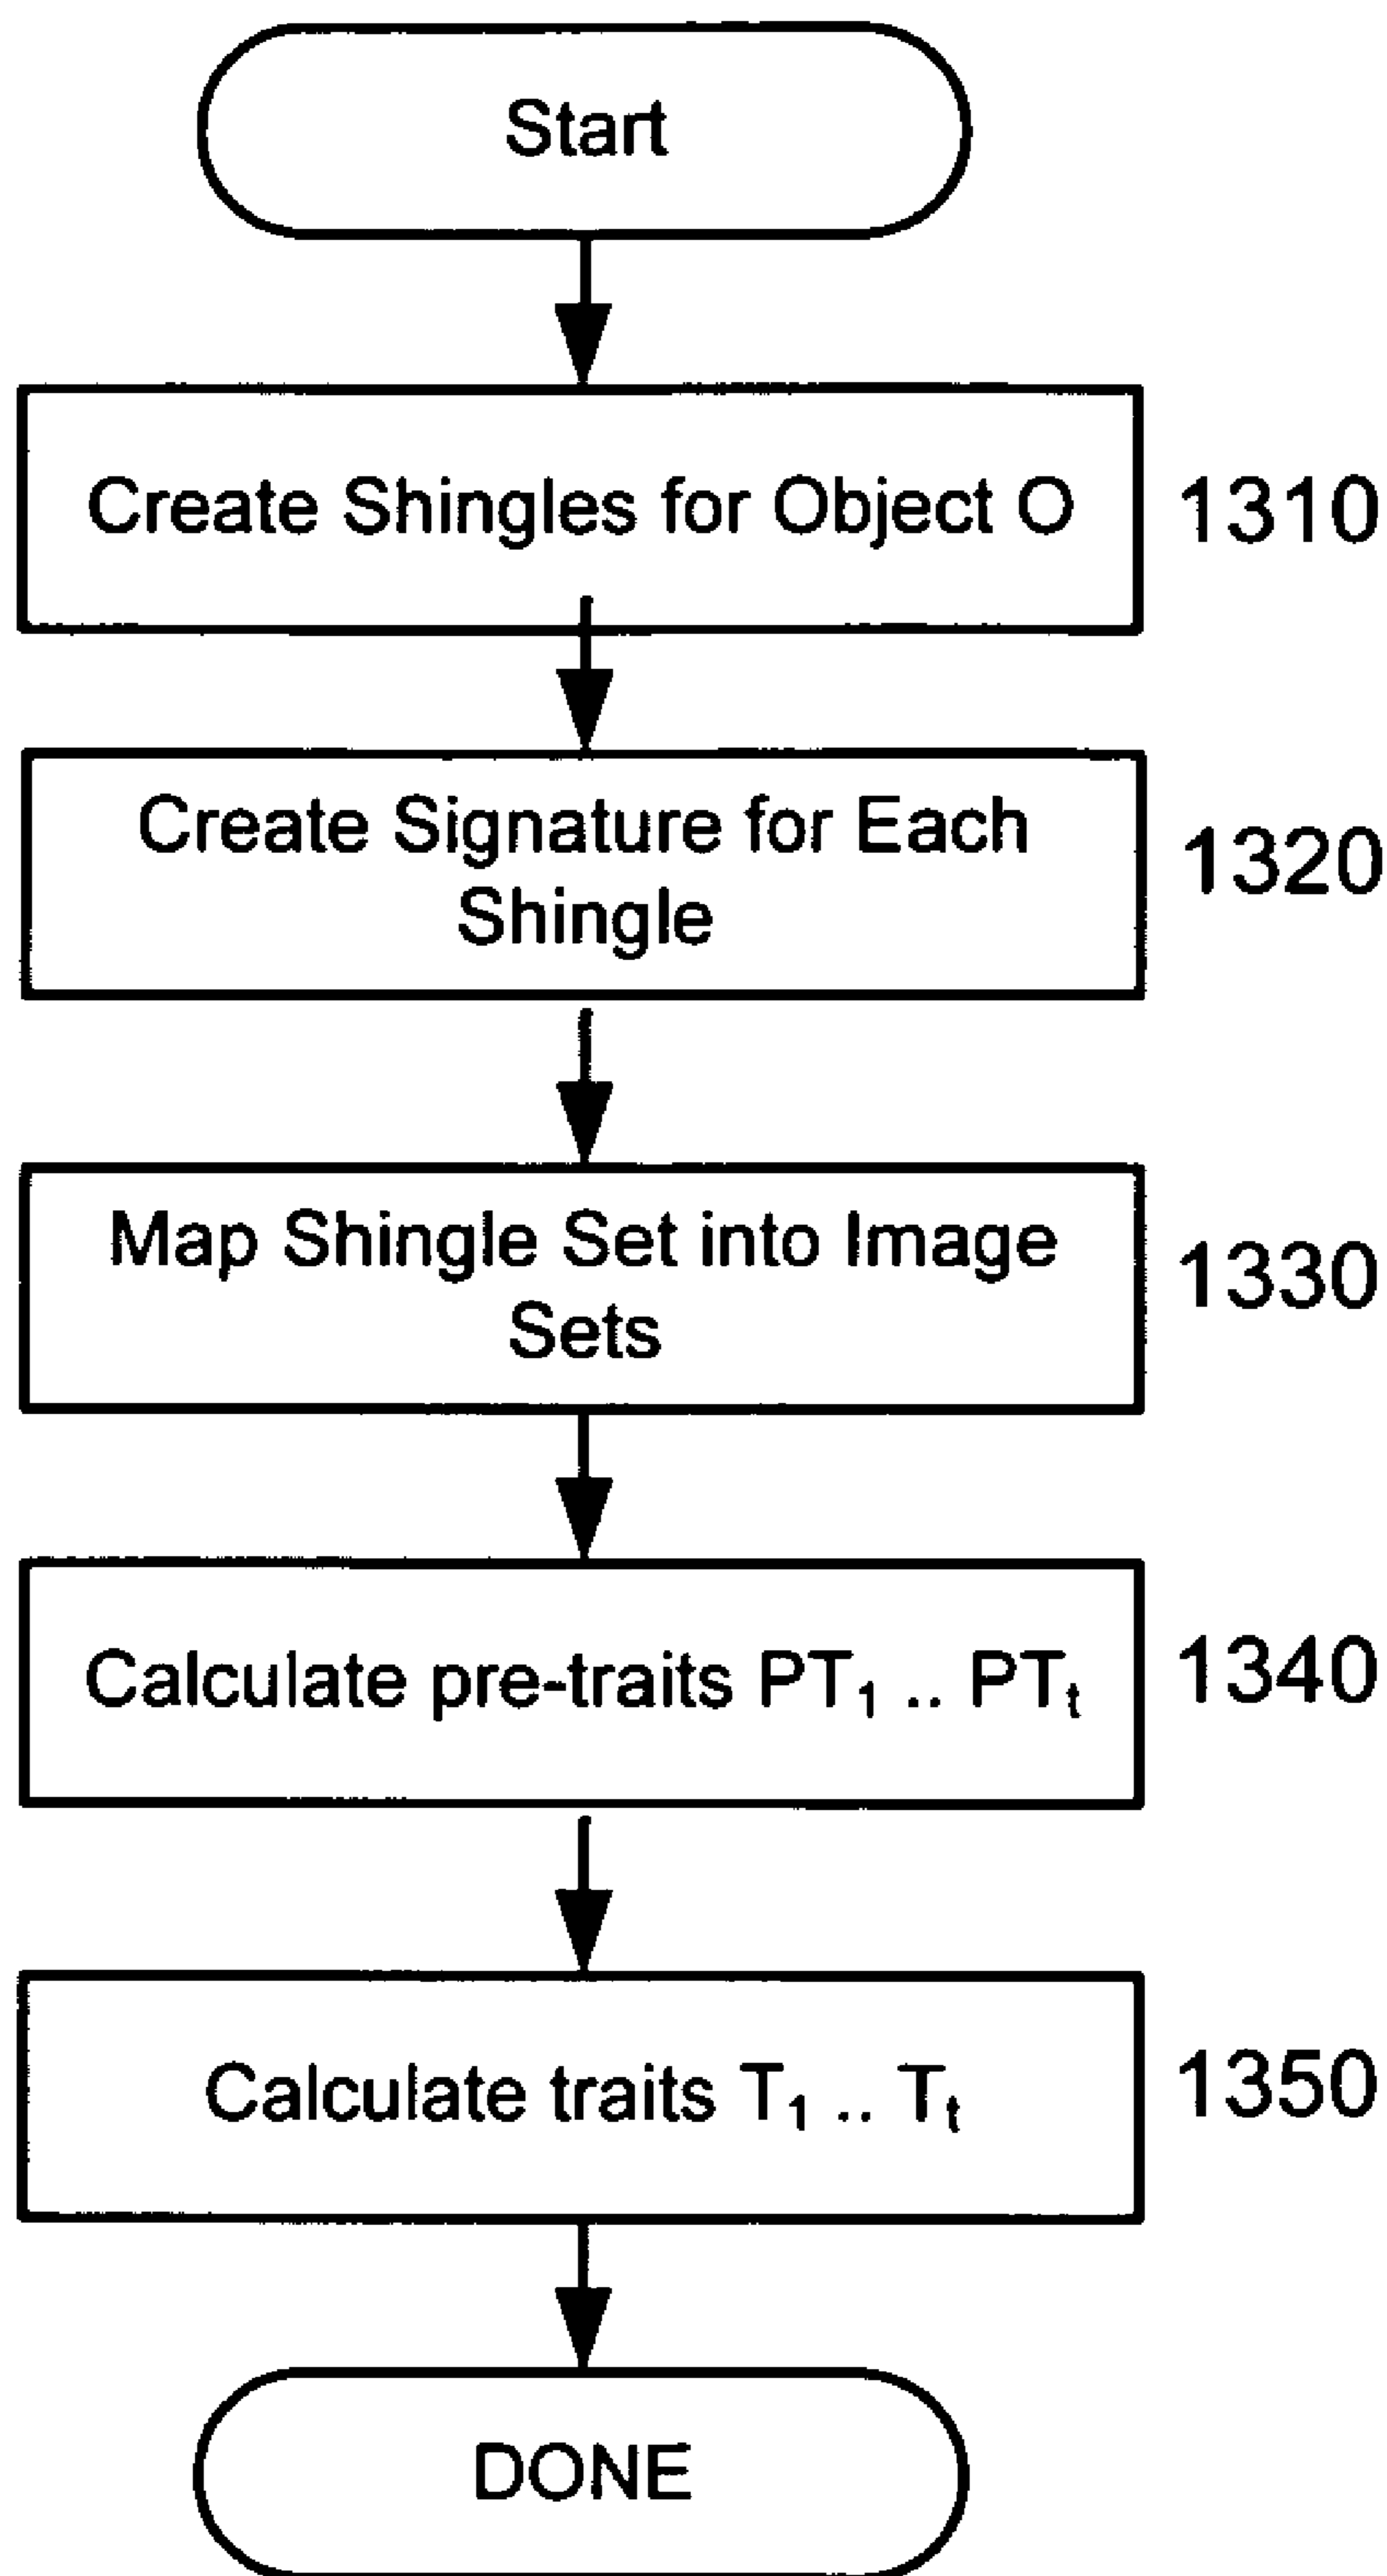 Start
Create Shingles for Object O
1310
Create Signature for Each
Shingle
1320
Map Shingle Set into Image
Sets
1330
Calculate pre-traits PT₁ .. PTₜ
1340
Calculate traits T₁ .. Tₜ
1350
DONE